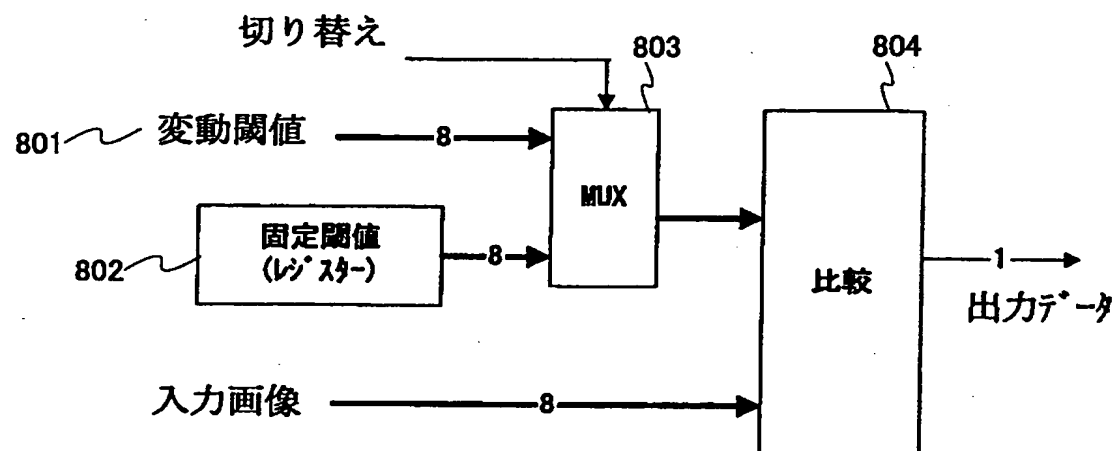 切り替え
803
804
801
変動閾値
8
MUX
固定閾値
(ﾚｼﾞｽﾀｰ)
8
802
比較
1
出力ﾃﾞｰﾀ
入力画像
8